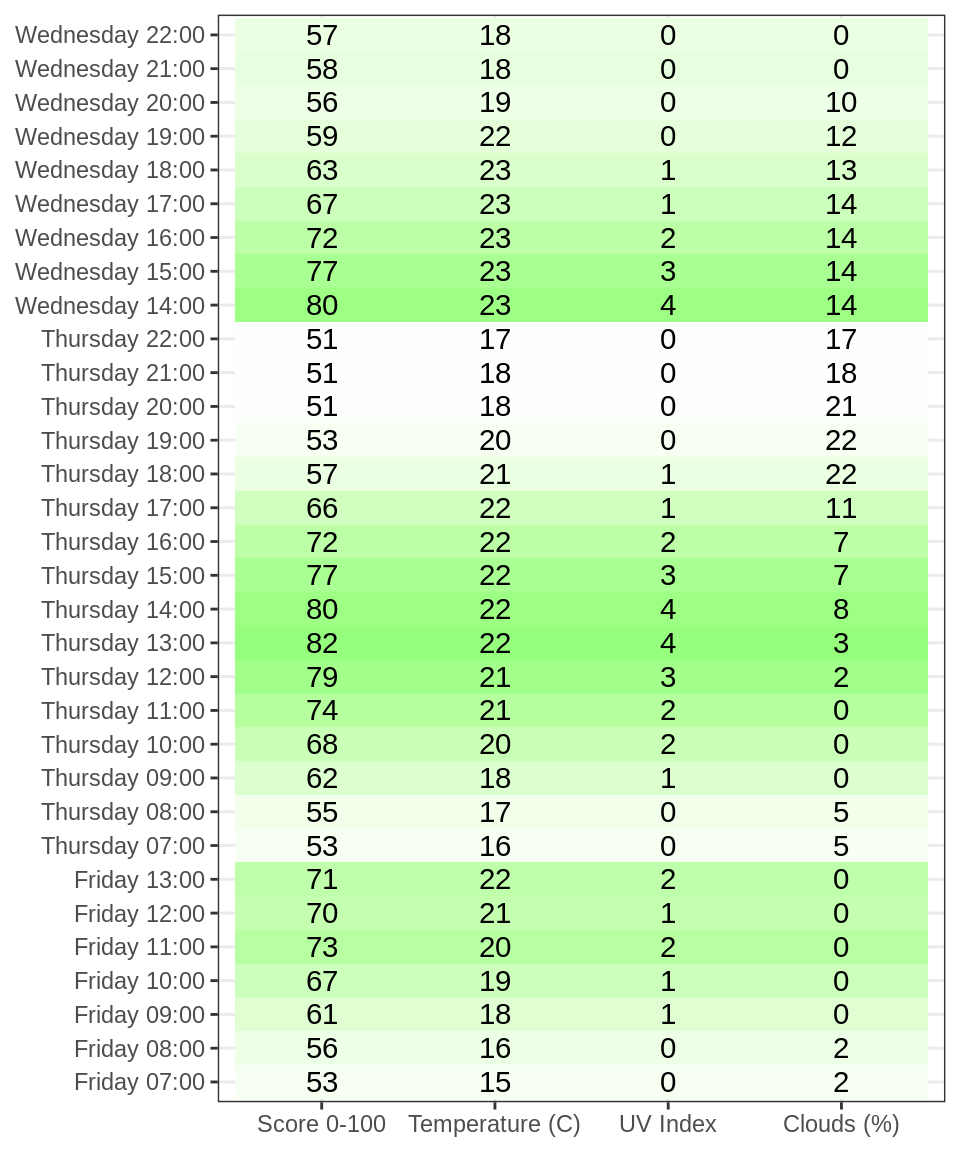 Wednesday 22:00 57 18 0 0
Wednesday 21:00 58 18 0 0
Wednesday 20:00 56 19 0 10
Wednesday 19:00 59 22 0 12
Wednesday 18:00 63 23 1 13
Wednesday 17:00 67 23 1 14
Wednesday 16:00 72 23 2 14
Wednesday 15:00 77 23 3 14
Wednesday 14:00 80 23 4 14
Thursday 22:00 51 17 0 17
Thursday 21:00 51 18 0 18
Thursday 20:00 51 18 0 21
Thursday 19:00 53 20 0 22
Thursday 18:00 57 21 1 22
Thursday 17:00 66 22 1 11
Thursday 16:00 72 22 2 7
Thursday 15:00 77 22 3 7
Thursday 14:00 80 22 4 8
Thursday 13:00 82 22 4 3
Thursday 12:00 79 21 3 2
Thursday 11:00 74 21 2 0
Thursday 10:00 68 20 2 0
Thursday 09:00 62 18 1 0
Thursday 08:00 55 17 0 5
Thursday 07:00 53 16 0 5
Friday 13:00 71 22 2 0
Friday 12:00 70 21 1 0
Friday 11:00 73 20 2 0
Friday 10:00 67 19 1 0
Friday 09:00 61 18 1 0
Friday 08:00 56 16 0 2
Friday 07:00 53 15 0 2
Score 0-100 Temperature (C) UV Index Clouds (%)